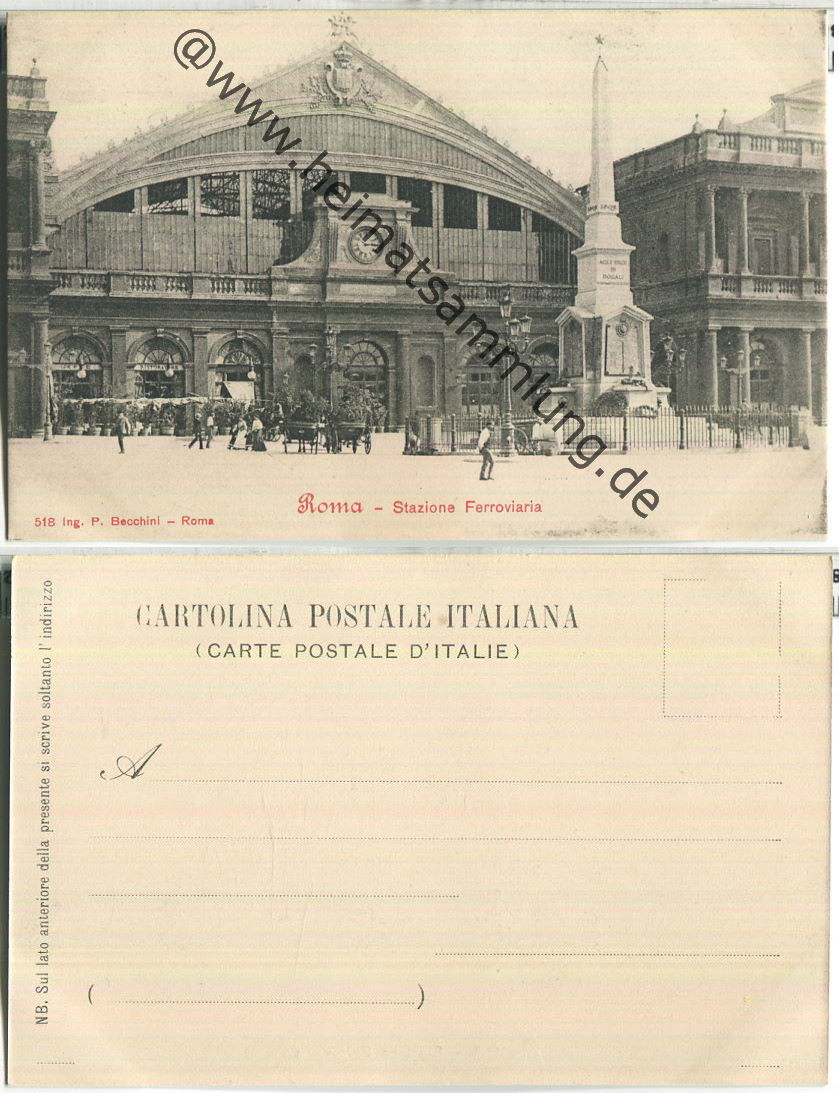 @www.heimatsammlung.de
AGLI EROI
DI
DOGALI
518 Ing. P. Becchini – Roma
Roma – Stazione Ferroviaria
CARTOLINA POSTALE ITALIANA
(CARTE POSTALE D'ITALIE)
A
NB. Sul lato anteriore della presente si scrive soltanto l'indirizzo